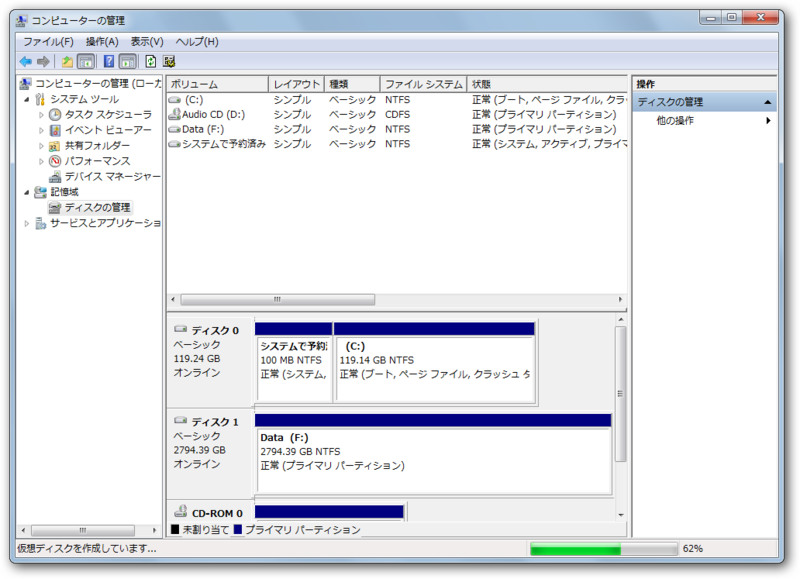 コンピューターの管理
ファイル(F) 操作(A) 表示(V) ヘルプ(H)
コンピューターの管理 (ローカ
システム ツール
タスク スケジューラ
イベント ビューアー
共有フォルダー
パフォーマンス
デバイス マネージャー
記憶域
ディスクの管理
サービスとアプリケーショ
ボリューム レイアウト 種類 ファイル システム 状態
(C:) シンプル ベーシック NTFS 正常 (ブート, ページ ファイル, クラ
Audio CD (D:) シンプル ベーシック CDFS 正常 (プライマリ パーティション)
Data (F:) シンプル ベーシック NTFS 正常 (プライマリ パーティション)
システムで予約済み シンプル ベーシック NTFS 正常 (システム, アクティブ, プライマ
ディスク 0
ベーシック
119.24 GB
オンライン
システムで予約済
100 MB NTFS
正常 (システム,
(C:)
119.14 GB NTFS
正常 (ブート, ページ ファイル, クラッシュ ダ
ディスク 1
ベーシック
2794.39 GB
オンライン
Data (F:)
2794.39 GB NTFS
正常 (プライマリ パーティション)
CD-ROM 0
未割り当て プライマリ パーティション
操作
ディスクの管理
他の操作
仮想ディスクを作成しています...
62%